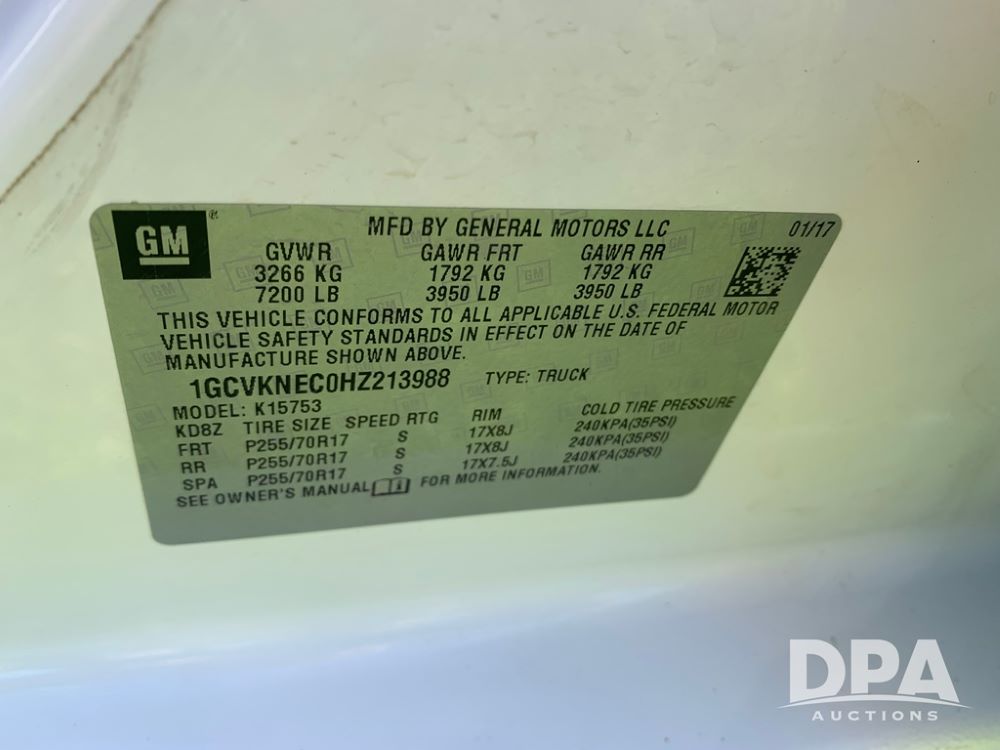 GM ®
MFD BY GENERAL MOTORS LLC 01/17
GVWR GAWR FRT GAWR RR
3266 KG 1792 KG 1792 KG
7200 LB 3950 LB 3950 LB
THIS VEHICLE CONFORMS TO ALL APPLICABLE U.S. FEDERAL MOTOR
VEHICLE SAFETY STANDARDS IN EFFECT ON THE DATE OF
MANUFACTURE SHOWN ABOVE.
1GCVKNEC0HZ213988 TYPE: TRUCK
MODEL: K15753
KD8Z TIRE SIZE SPEED RTG RIM COLD TIRE PRESSURE
FRT P255/70R17 S 17X8J 240KPA(35PSI)
RR P255/70R17 S 17X8J 240KPA(35PSI)
SPA P255/70R17 S 17X7.5J 240KPA(35PSI)
SEE OWNER'S MANUAL FOR MORE INFORMATION.
DPA
AUCTIONS